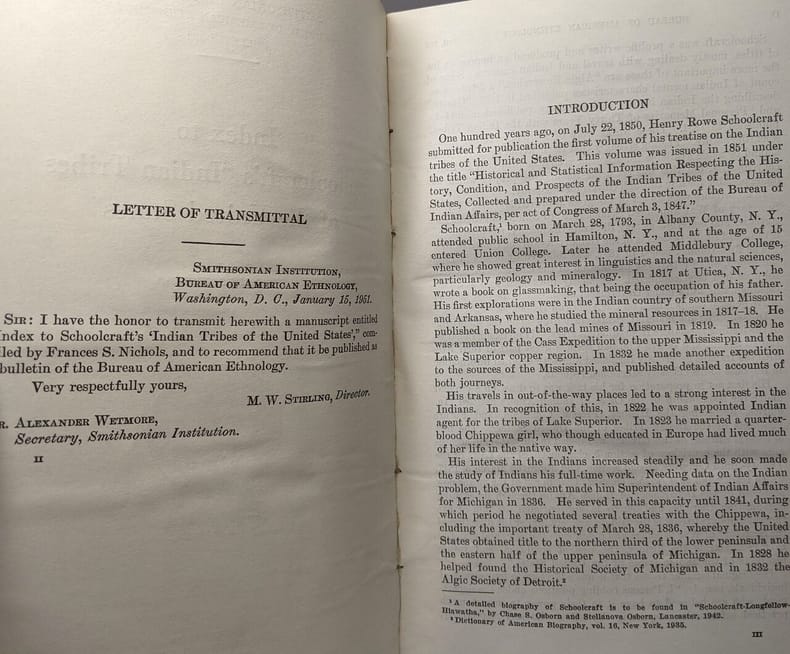 LETTER OF TRANSMITTAL
SMITHSONIAN INSTITUTION,
BUREAU OF AMERICAN ETHNOLOGY,
Washington, D. C., January 15, 1951.
SIR: I have the honor to transmit herewith a manuscript entitled
ndex to Schoolcraft's 'Indian Tribes of the United States'," com-
led by Frances S. Nichols, and to recommend that it be published as
bulletin of the Bureau of American Ethnology.
Very respectfully yours,
M. W. STIRLING, Director.
R. ALEXANDER WETMORE,
Secretary, Smithsonian Institution.
II
INTRODUCTION
One hundred years ago, on July 22, 1850, Henry Rowe Schoolcraft
submitted for publication the first volume of his treatise on the Indian
tribes of the United States. This volume was issued in 1851 under
the title "Historical and Statistical Information Respecting the His-
tory, Condition, and Prospects of the Indian Tribes of the United
States, Collected and prepared under the direction of the Bureau of
Indian Affairs, per act of Congress of March 3, 1847."
Schoolcraft,¹ born on March 28, 1793, in Albany County, N. Y.,
attended public school in Hamilton, N. Y., and at the age of 15
entered Union College. Later he attended Middlebury College,
where he showed great interest in linguistics and the natural sciences,
particularly geology and mineralogy. In 1817 at Utica, N. Y., he
wrote a book on glassmaking, that being the occupation of his father.
His first explorations were in the Indian country of southern Missouri
and Arkansas, where he studied the mineral resources in 1817–18. He
published a book on the lead mines of Missouri in 1819. In 1820 he
was a member of the Cass Expedition to the upper Mississippi and the
Lake Superior copper region. In 1832 he made another expedition
to the sources of the Mississippi, and published detailed accounts of
both journeys.
His travels in out-of-the-way places led to a strong interest in the
Indians. In recognition of this, in 1822 he was appointed Indian
agent for the tribes of Lake Superior. In 1823 he married a quarter-
blood Chippewa girl, who though educated in Europe had lived much
of her life in the native way.
His interest in the Indians increased steadily and he soon made
the study of Indians his full-time work. Needing data on the Indian
problem, the Government made him Superintendent of Indian Affairs
for Michigan in 1836. He served in this capacity until 1841, during
which period he negotiated several treaties with the Chippewa, in-
cluding the important treaty of March 28, 1836, whereby the United
States obtained title to the northern third of the lower peninsula and
the eastern half of the upper peninsula of Michigan. In 1828 he
helped found the Historical Society of Michigan and in 1832 the
Algic Society of Detroit.²
¹ A detailed biography of Schoolcraft is to be found in "Schoolcraft-Longfellow-
Hiawatha," by Chase S. Osborn and Stellanova Osborn, Lancaster, 1942.
² Dictionary of American Biography, vol. 16, New York, 1935.
III